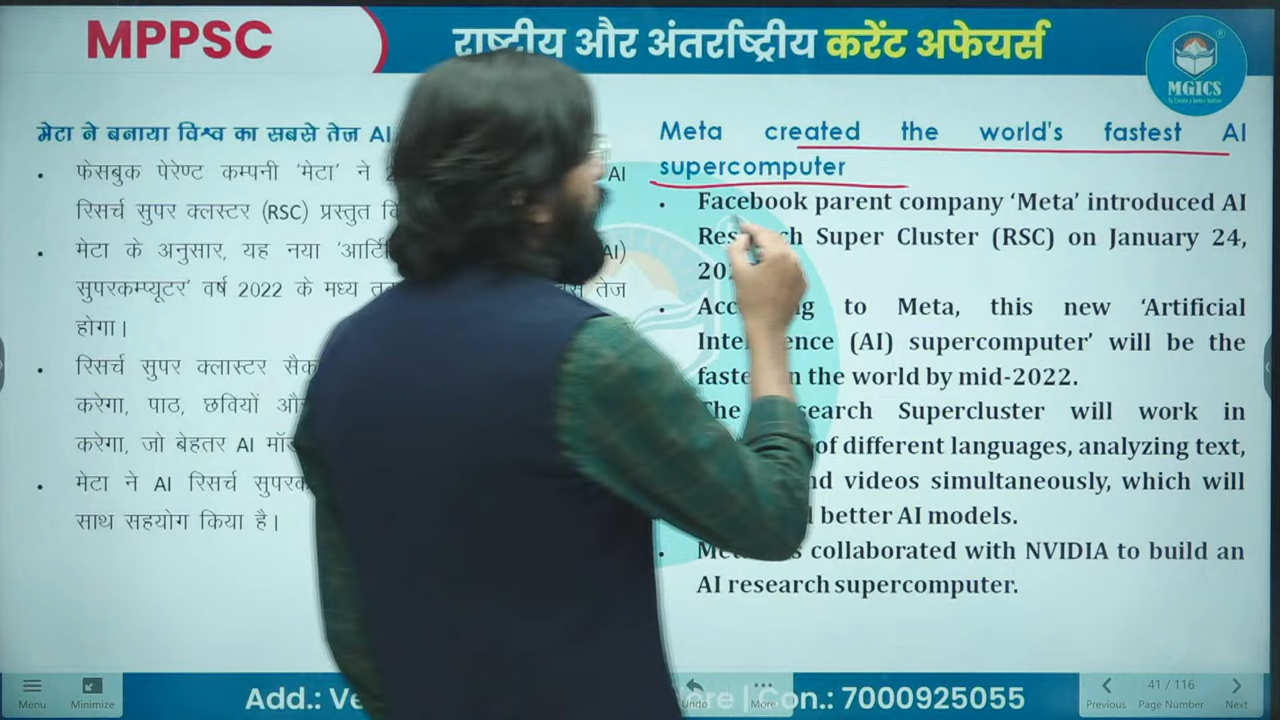 MPPSC
राष्ट्रीय और अंतर्राष्ट्रीय करेंट अफेयर्स
MGICS
मेटा ने बनाया विश्व का सबसे तेज AI
फेसबुक पेरेण्ट कम्पनी 'मेटा' ने AI
रिसर्च सुपर क्लस्टर (RSC) प्रस्तुत
मेटा के अनुसार, यह नया AI)
सुपरकम्प्यूटर' वर्ष 2022 के मध्य तेज
होगा।
रिसर्च सुपर क्लास्टर
करेगा, पाठ, छवियों
करेगा, जो बेहतर AI
मेटा ने AI रिसर्च
साथ सहयोग किया है।
Meta created the world's fastest AI
supercomputer
• Facebook parent company 'Meta' introduced AI
Super Cluster (RSC) on January 24,
• to Meta, this new 'Artificial
(AI) supercomputer' will be the
in the world by mid-2022.
Supercluster will work in
of different languages, analyzing text,
videos simultaneously, which will
better AI models.
• collaborated with NVIDIA to build an
AI research supercomputer.
Add.: Con.: 7000925055
Menu Minimize Undo More Previous 41 / 116 Page Number Next